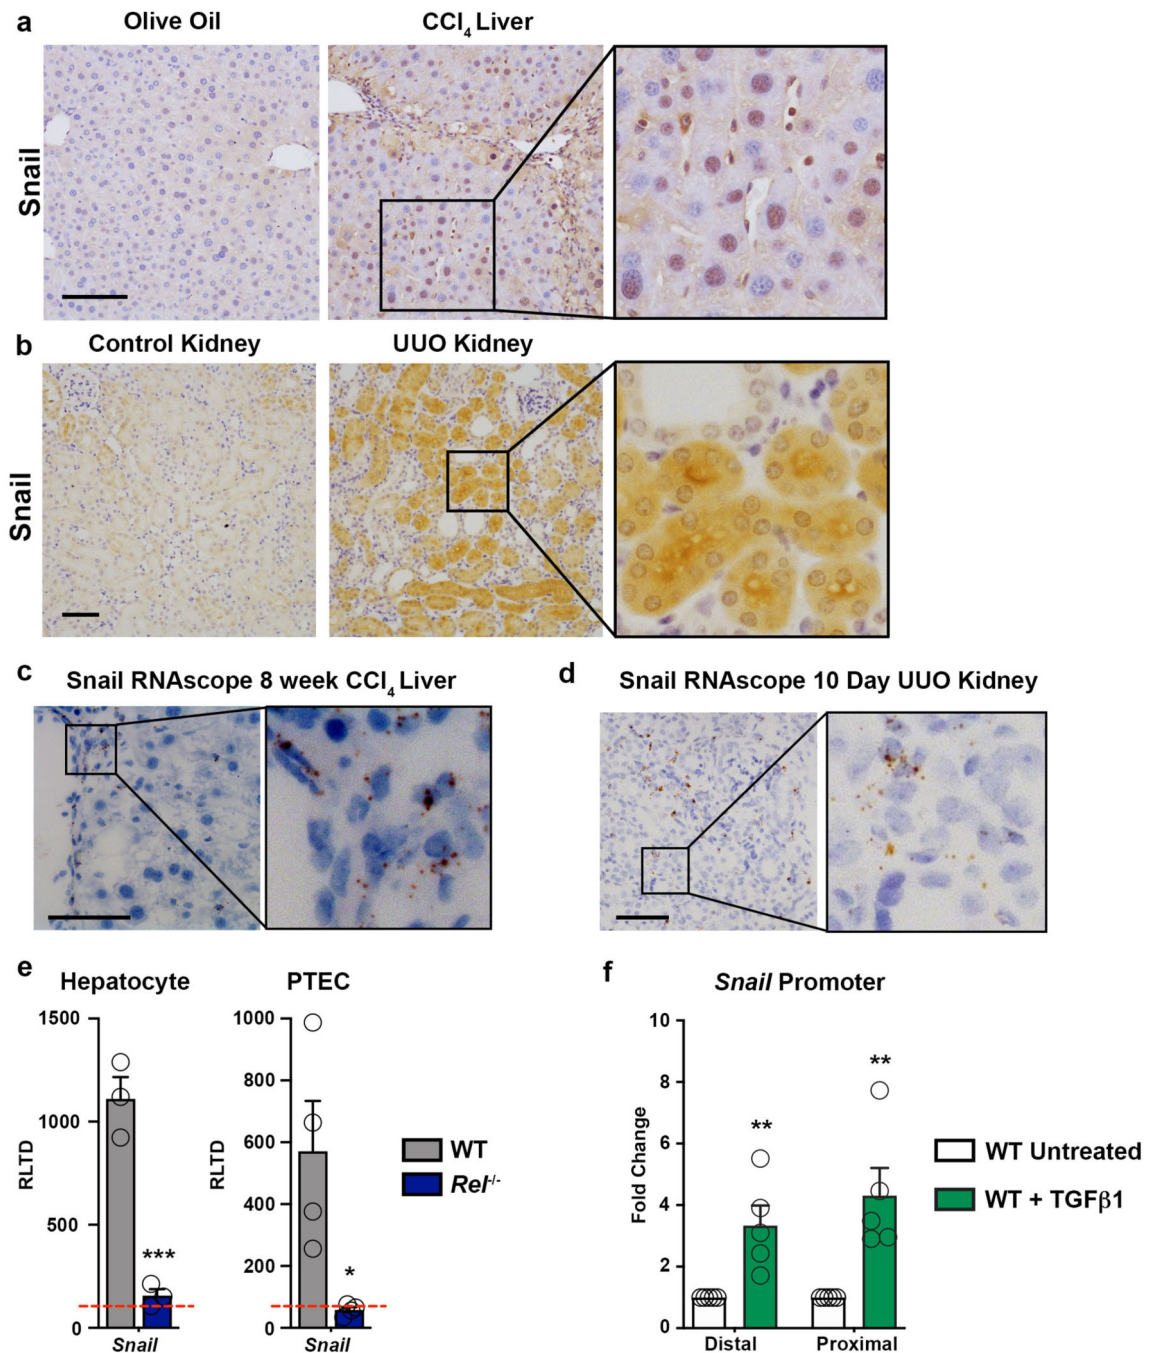 a
Olive Oil
CCl4 Liver
Snail
b
Control Kidney
UUO Kidney
Snail
c
Snail RNAscope 8 week CCl4 Liver
d
Snail RNAscope 10 Day UUO Kidney
e
Hepatocyte
PTEC
1500
1000
500
0
RLTD
***
Snail
1000
800
600
400
200
0
RLTD
*
Snail
WT
Rel-/-
f
Snail Promoter
10
8
6
4
2
0
Fold Change
**
**
Distal
Proximal
WT Untreated
WT + TGFβ1